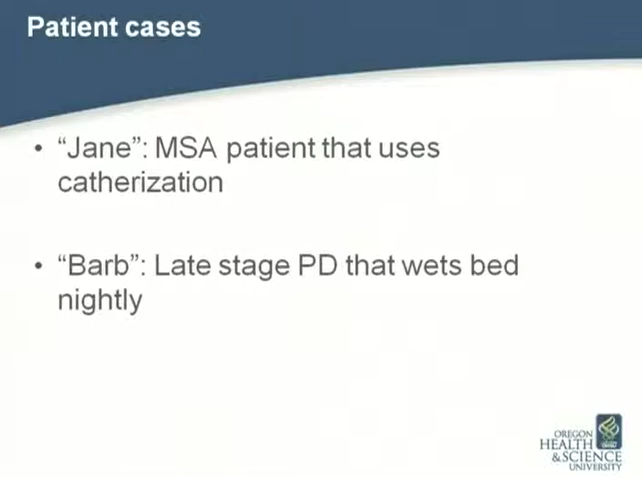 Patient cases
• “Jane”: MSA patient that uses
catherization
• “Barb”: Late stage PD that wets bed
nightly
OREGON
HEALTH
& SCIENCE
UNIVERSITY